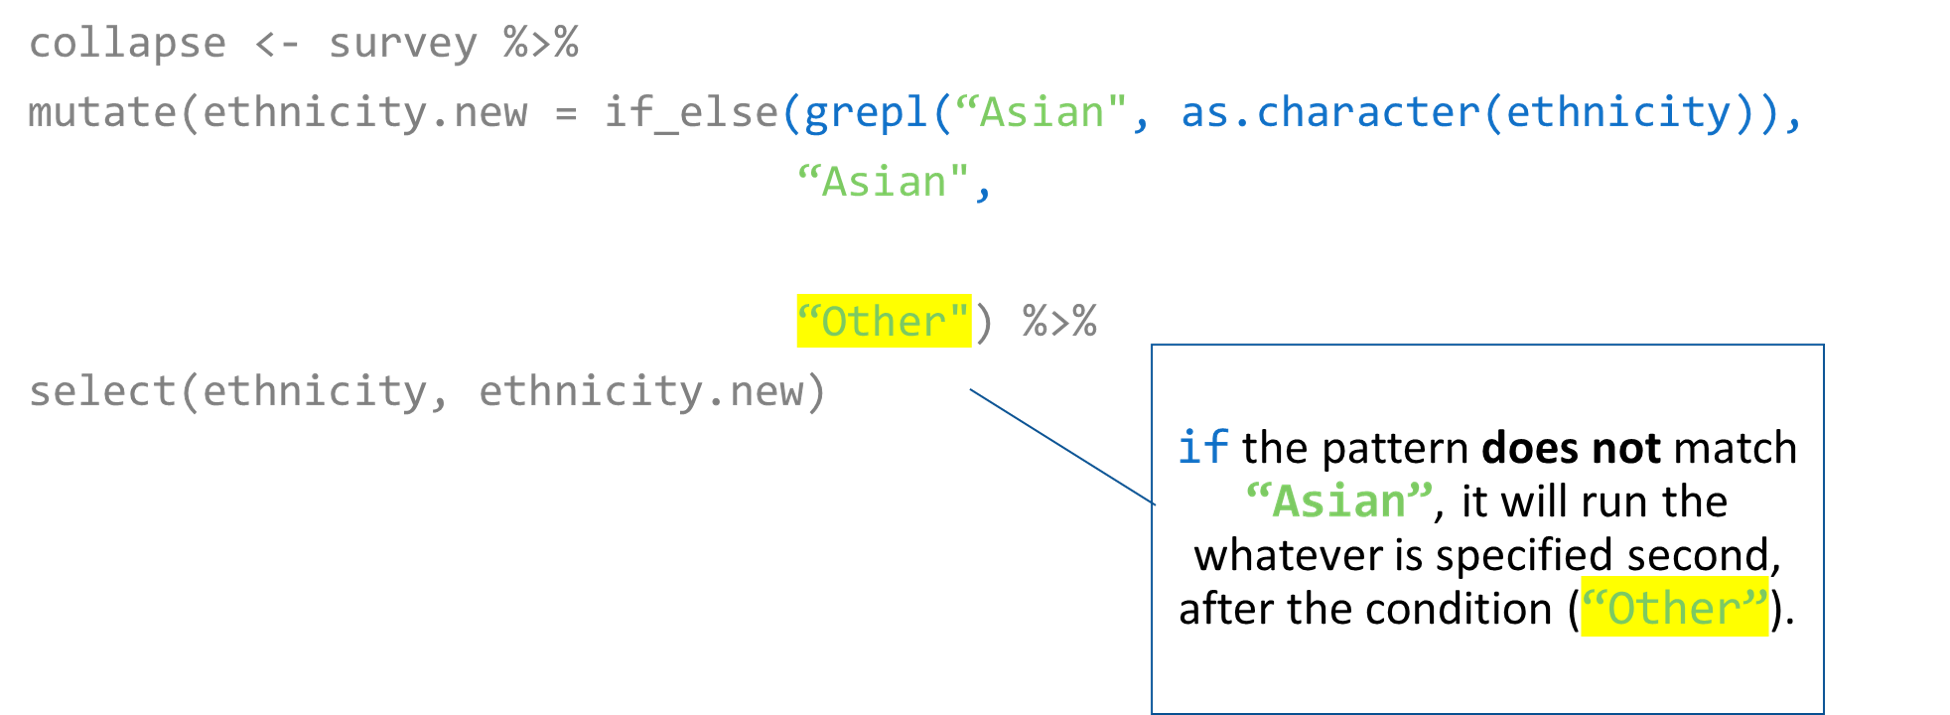 collapse <- survey %>%
mutate(ethnicity.new = if_else(grepl(“Asian", as.character(ethnicity)),
“Asian",
“Other") %>%
select(ethnicity, ethnicity.new)
if the pattern does not match
“Asian”, it will run the
whatever is specified second,
after the condition (“Other”).